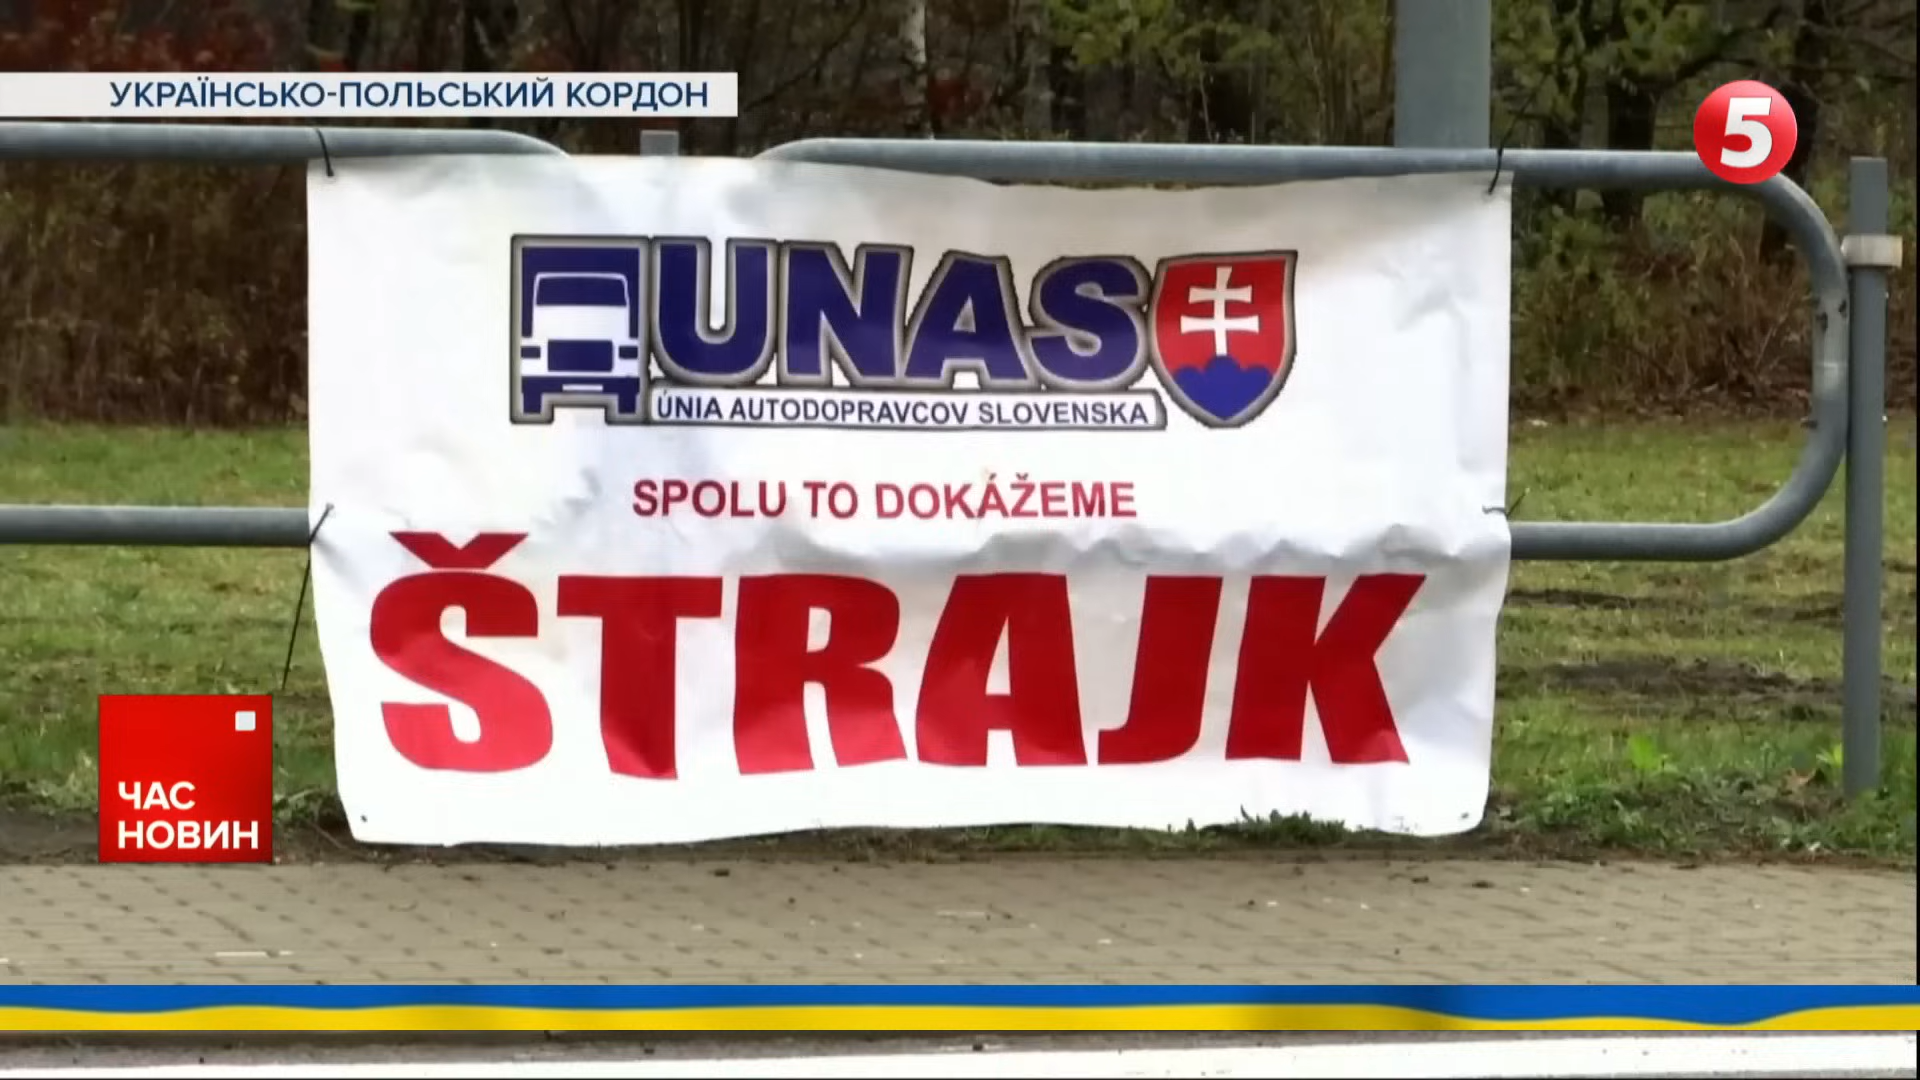 УКРАЇНСЬКО-ПОЛЬСЬКИЙ КОРДОН
5
UNAS
ÚNIA AUTODOPRAVCOV SLOVENSKA
SPOLU TO DOKÁŽEME
ŠTRAJK
ЧАС
НОВИН